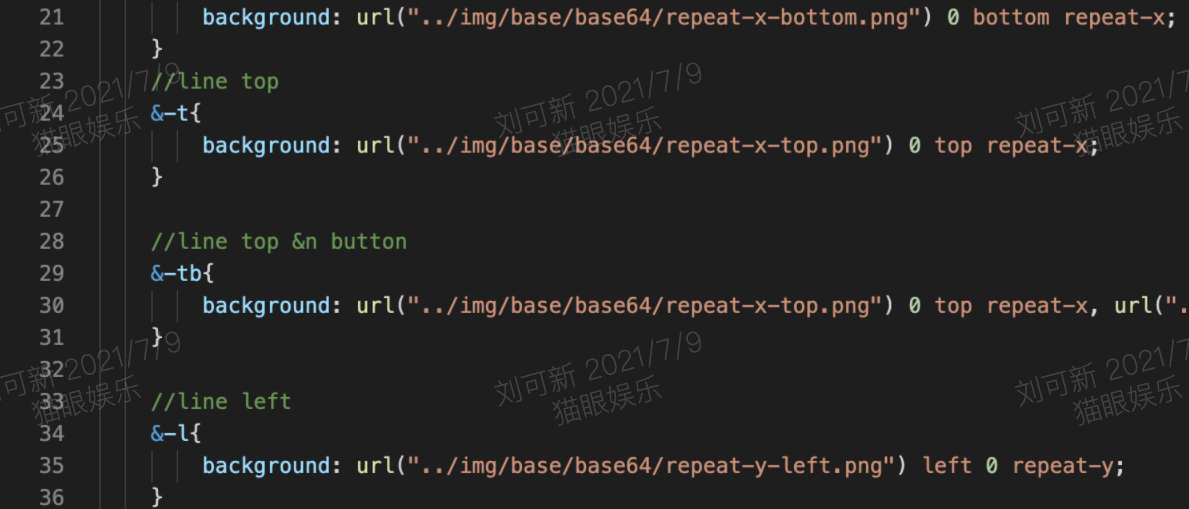 21 background: url("../img/base/base64/repeat-x-bottom.png") 0 bottom repeat-x;
22 }
23 //line top
24 &-t{
25 background: url("../img/base/base64/repeat-x-top.png") 0 top repeat-x;
26 }
27
28 //line top &n button
29 &-tb{
30 background: url("../img/base/base64/repeat-x-top.png") 0 top repeat-x, url(".
31 }
32
33 //line left
34 &-l{
35 background: url("../img/base/base64/repeat-y-left.png") left 0 repeat-y;
36 }
刘可新 2021/7/9
猫眼娱乐
刘可新 2021/7/9
猫眼娱乐
刘可新 2021/7
猫眼娱乐
刘可新 2021/7/9
猫眼娱乐
刘可新 2021/7/9
猫眼娱乐
刘可新 2021/7
猫眼娱乐